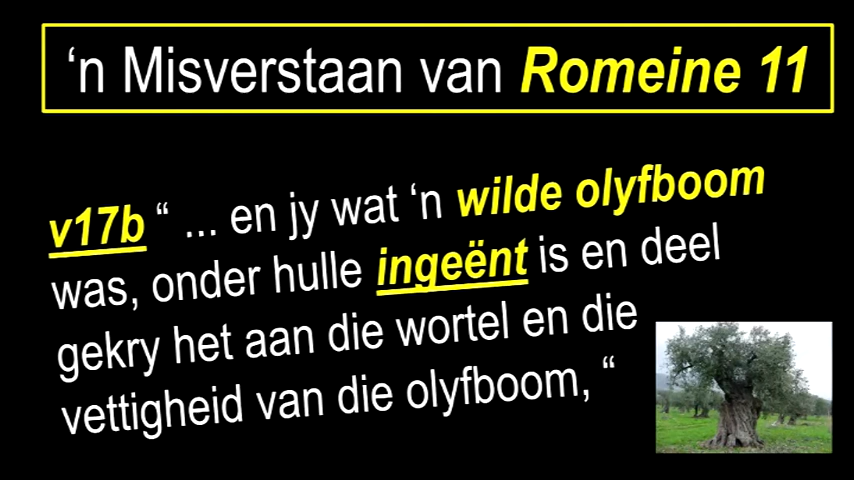 ‘n Misverstaan van Romeine 11
v17b “ ... en jy wat ‘n wilde olyfboom
was, onder hulle ingeënt is en deel
gekry het aan die wortel en die
vettigheid van die olyfboom, “